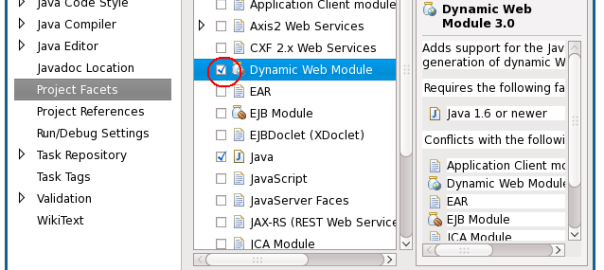 Java Code Style
Java Compiler
Java Editor
Javadoc Location
Project Facets
Project References
Run/Debug Settings
Task Repository
Task Tags
Validation
WikiText
Application Client module
Axis2 Web Services
CXF 2.x Web Services
Dynamic Web Module
EAR
EJB Module
EJBDoclet (XDoclet)
Java
JavaScript
JavaServer Faces
JAX-RS (REST Web Service
JCA Module
Dynamic Web
Module 3.0
Adds support for the Jav
generation of dynamic W
Requires the following fa
Java 1.6 or newer
Conflicts with the followi
Application Client mo
Dynamic Web Module
EAR
EJB Module
JCA Module